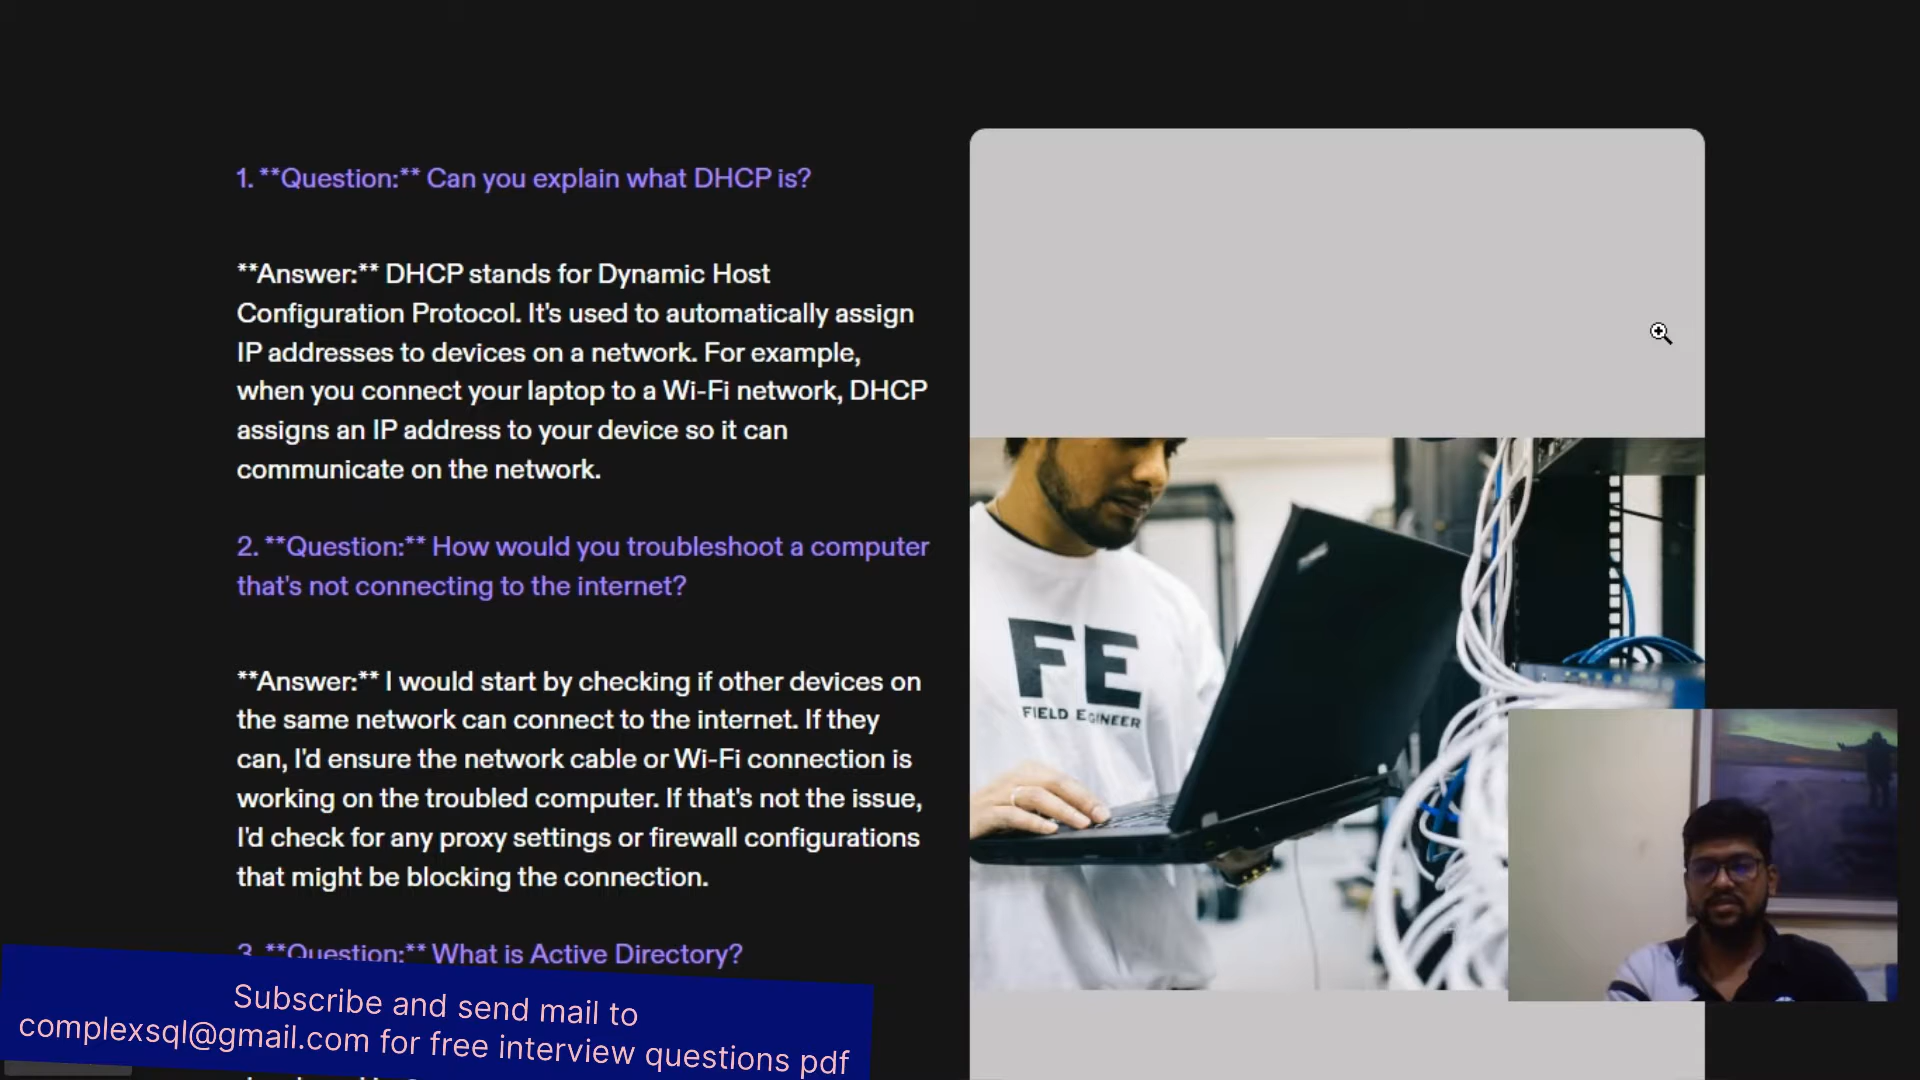 1. **Question:** Can you explain what DHCP is?
**Answer:** DHCP stands for Dynamic Host
Configuration Protocol. It's used to automatically assign
IP addresses to devices on a network. For example,
when you connect your laptop to a Wi-Fi network, DHCP
assigns an IP address to your device so it can
communicate on the network.
2. **Question:** How would you troubleshoot a computer
that's not connecting to the internet?
**Answer:** I would start by checking if other devices on
the same network can connect to the internet. If they
can, I'd ensure the network cable or Wi-Fi connection is
working on the troubled computer. If that's not the issue,
I'd check for any proxy settings or firewall configurations
that might be blocking the connection.
3. **Question:** What is Active Directory?
Subscribe and send mail to
complexsql@gmail.com for free interview questions pdf
FE
FIELD EGINEER